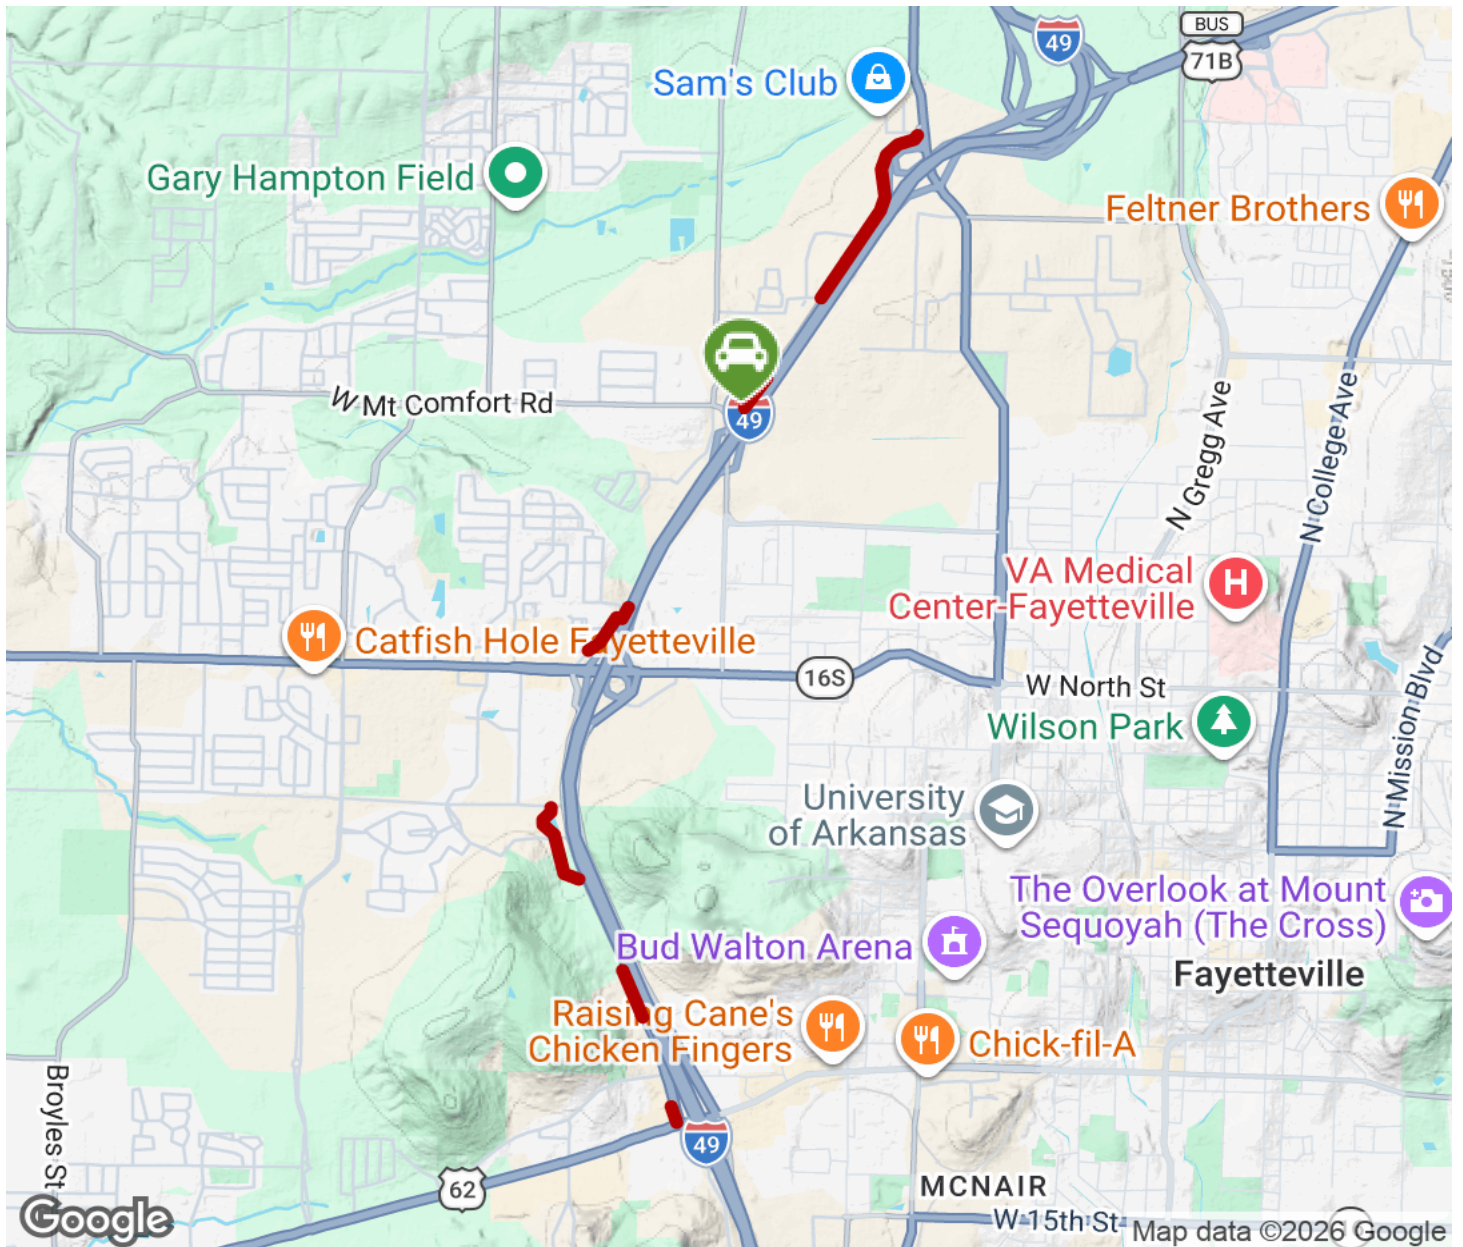 BUS
49
71B
Sam's Club
Gary Hampton Field
Feltner Brothers
W Mt Comfort Rd
49
N Gregg Ave
N College Ave
VA Medical
Center-Fayetteville
Catfish Hole Fayetteville
16S
W North St
Wilson Park
N Mission Blvd
University
of Arkansas
The Overlook at Mount
Sequoyah (The Cross)
Bud Walton Arena
Fayetteville
Raising Cane's
Chicken Fingers
Chick-fil-A
Broyles St
49
62
MCNAIR
W 15th St
Google
Map data ©2026 Google